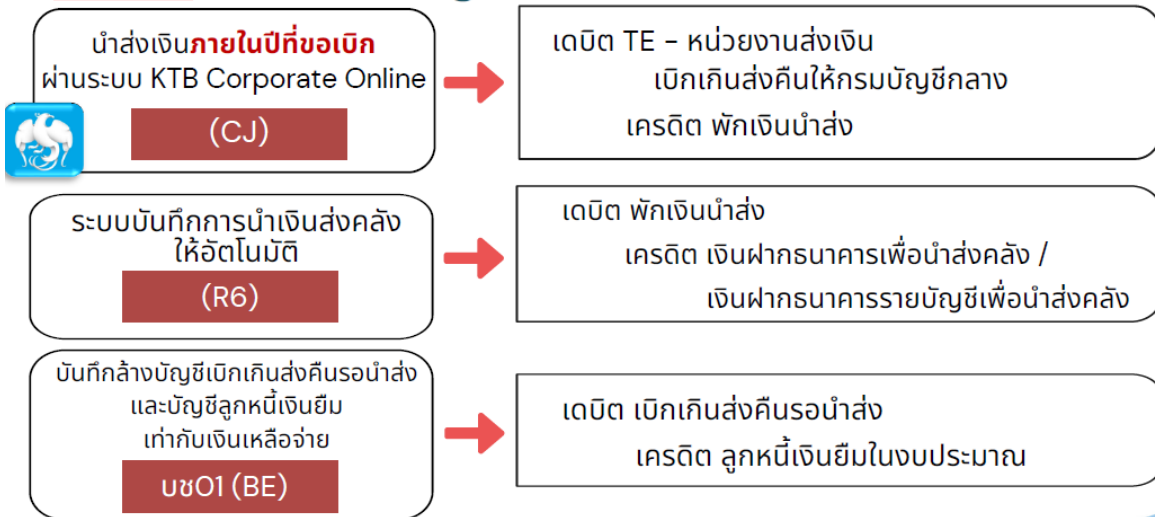 นำส่งเงินภายในปีที่ขอเบิก
ผ่านระบบ KTB Corporate Online
(CJ)
เดบิต TE – หน่วยงานส่งเงิน
เบิกเกินส่งคืนให้กรมบัญชีกลาง
เครดิต พักเงินนำส่ง
ระบบบันทึกการนำเงินส่งคลัง
ให้อัตโนมัติ
(R6)
เดบิต พักเงินนำส่ง
เครดิต เงินฝากธนาคารเพื่อนำส่งคลัง /
เงินฝากธนาคารรายบัญชีเพื่อนำส่งคลัง
บันทึกล้างบัญชีเบิกเกินส่งคืนรอนำส่ง
และบัญชีลูกหนี้เงินยืม
เท่ากับเงินเหลือจ่าย
บช01 (BE)
เดบิต เบิกเกินส่งคืนรอนำส่ง
เครดิต ลูกหนี้เงินยืมในงบประมาณ